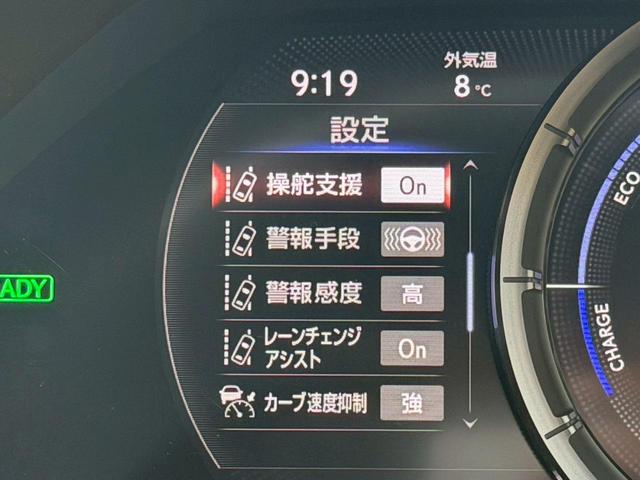 外気温
9:19
8℃
設定
操舵支援 On
警報手段
警報感度 高
レーンチェンジ
アシスト On
カーブ速度抑制 強
ADY
ECO
CHARGE